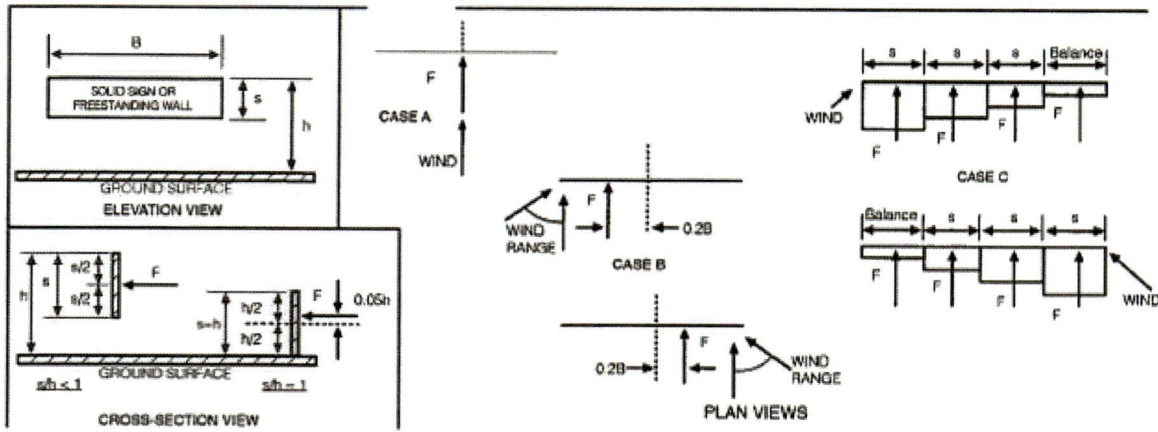 B
SOLID SIGN OR
FREESTANDING WALL
s
h
GROUND SURFACE
ELEVATION VIEW
F
CASE A
WIND
WIND
RANGE
F
0.2B
CASE B
0.2B
F
WIND
RANGE
PLAN VIEWS
s
s
s
Balance
WIND
F
F
F
F
CASE C
Balance
s
s
s
F
F
F
F
WIND
h
s
s/2
s/2
F
s=h
h/2
h/2
F
0.05h
GROUND SURFACE
s/h < 1
s/h = 1
CROSS-SECTION VIEW